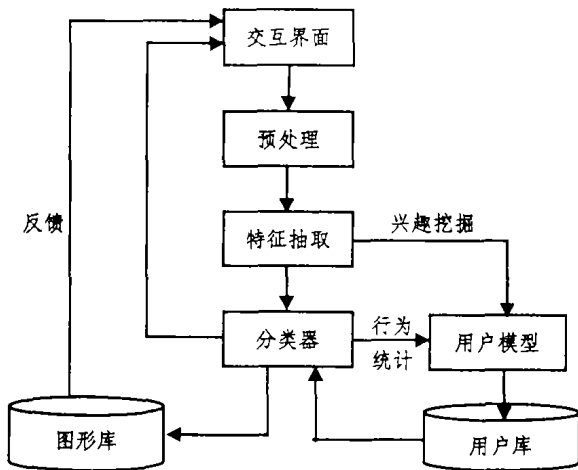 交互界面
预处理
反馈
特征抽取
兴趣挖掘
分类器
行为
统计
用户模型
图形库
用户库